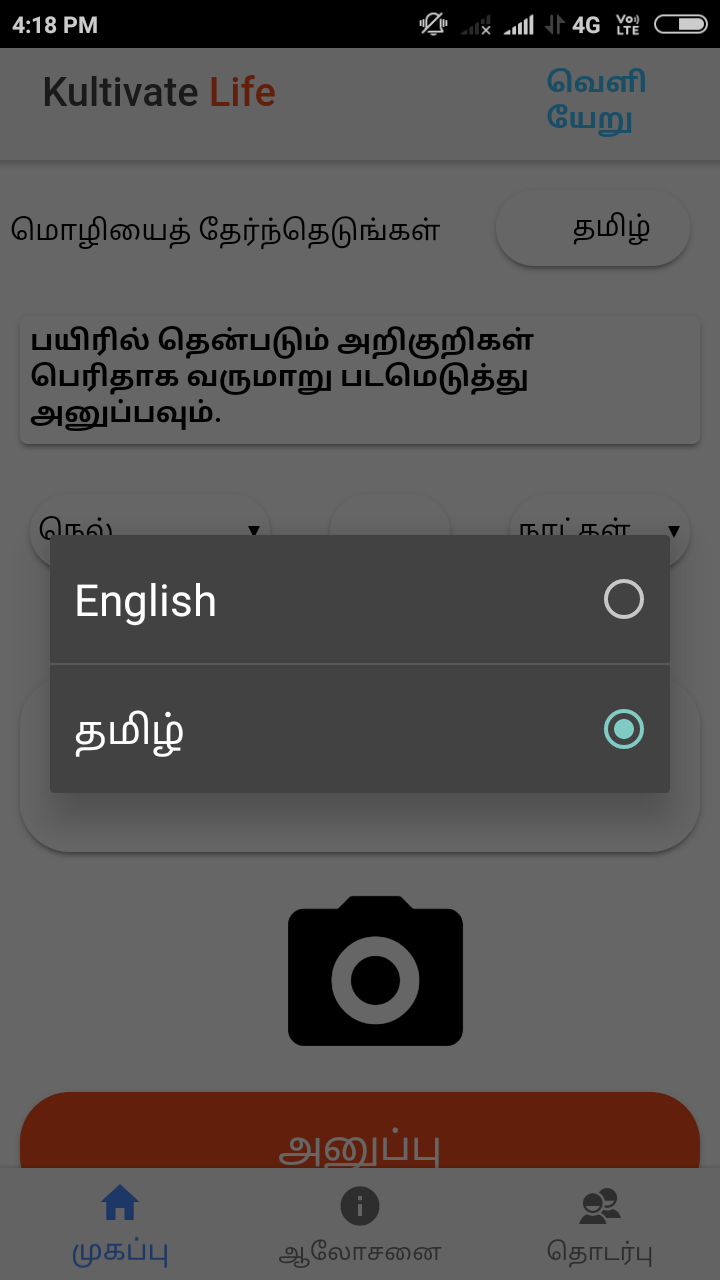 4:18 PM
4G
Vo))
LTE
Kultivate Life
வெளி
யேறு
மொழியைத் தேர்ந்தெடுங்கள்
தமிழ்
பயிரில் தென்படும் அறிகுறிகள்
பெரிதாக வருமாறு படமெடுத்து
அனுப்பவும்.
நெல்
நாட்கள்
English
தமிழ்
அனுப்பு
முகப்பு
ஆலோசனை
தொடர்பு